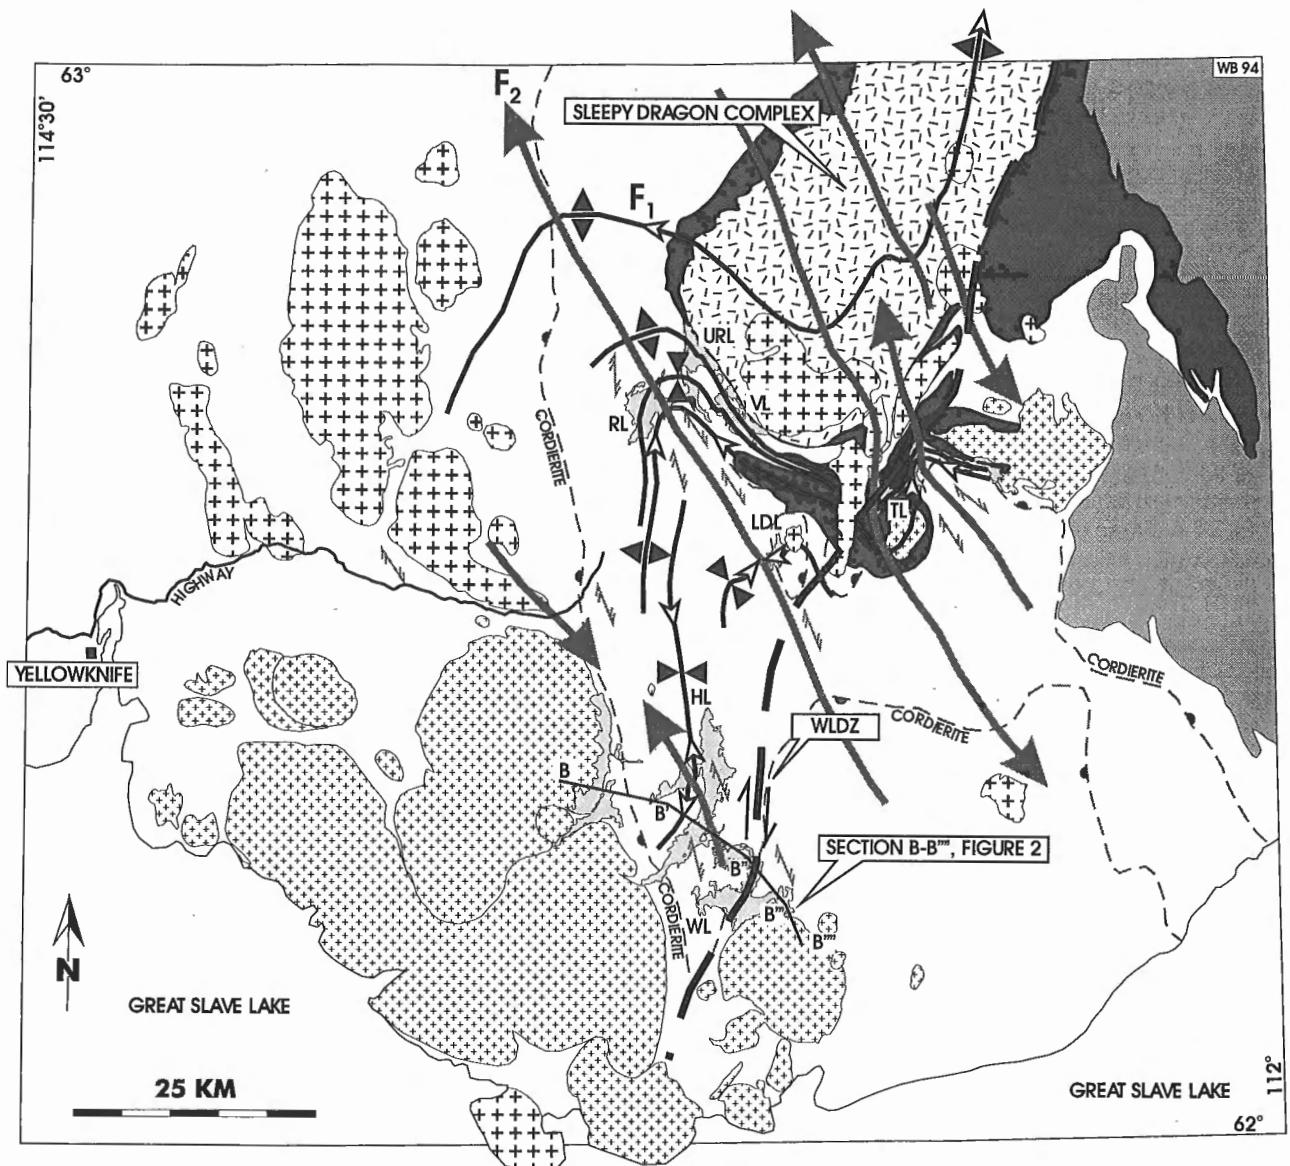 63°
WB 94
114°30'
F2
SLEEPY DRAGON COMPLEX
F1
URL
VL
RL
CORDIERITE
TL
LDL
HIGHWAY
YELLOWKNIFE
CORDIERITE
HL
CORDIERITE
WLDZ
B
B'
SECTION B-B"", FIGURE 2
B"
CORDIERITE
B"'
WL
B""
N
GREAT SLAVE LAKE
25 KM
GREAT SLAVE LAKE
112°
62°